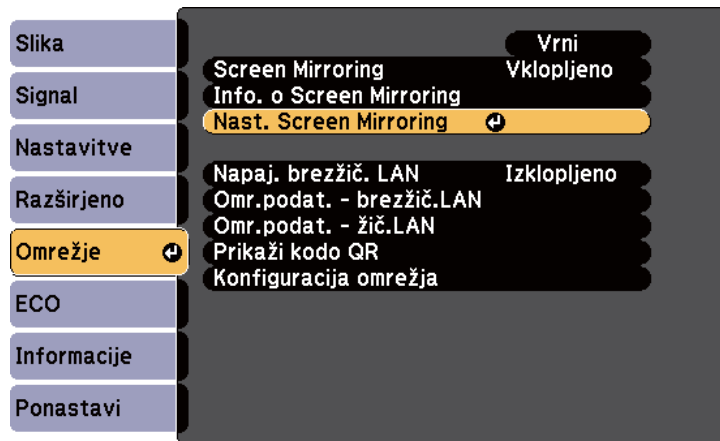 Slika
Signal
Nastavitve
Razširjeno
Omrežje
ECO
Informacije
Ponastavi
Vrni
Screen Mirroring Vklopljeno
Info. o Screen Mirroring
Nast. Screen Mirroring
Napaj. brezžič. LAN Izklopljeno
Omr.podat. - brezžič.LAN
Omr.podat. - žič.LAN
Prikaži kodo QR
Konfiguracija omrežja